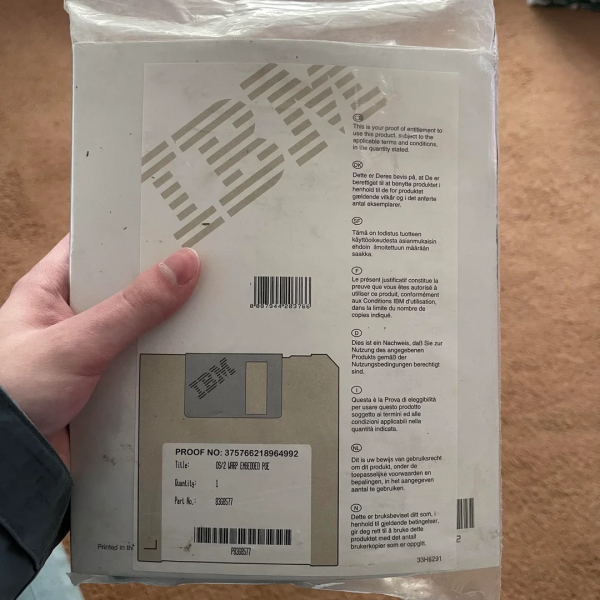 IBM
GB
This is your proof of entitlement to
use this product, subject to the
applicable terms and conditions,
in the quantity stated.
DK
Dette er Deres bevis på, at De er
berettiget til at benytte produktet i
henhold til de for produktet
gældende vilkår og i det anførte
antal eksemplarer.
SF
Tämä on todistus tuotteen
käyttöoikeudesta asianmukaisin
ehdoin ilmoitettuun määrään
saakka.
F
Le présent justificatif constitue la
preuve que vous êtes autorisé à
utiliser ce produit, conformément
aux Conditions IBM d'utilisation,
dans la limite du nombre de
copies indiqué.
D
Dies ist ein Nachweis, daß Sie zur
Nutzung des angegebenen
Produkts gemäß der
Nutzungsbedingungen berechtigt
sind.
I
Questa è la Prova di eleggibilità
per usare questo prodotto
soggetto ai termini ed alle
condizioni applicabili nella
quantità indicata.
NL
Dit is uw bewijs van gebruiksrecht
om dit produkt, onder de
toepasselijke voorwaarden en
bepalingen, in het aangegeven
aantal te gebruiken.
N
Dette er bruksbeviset ditt som, i
henhold til gjeldende betingelser,
gir deg rett til å bruke dette
produktet med det antall
brukerkopier som er oppgitt.
33H6291
IBM
PROOF NO: 375766218964992
Title: OS/2 WARP EMBEDDED POE
Quantity: 1
Part No.: 83G8577
P83G8577
Printed in
2